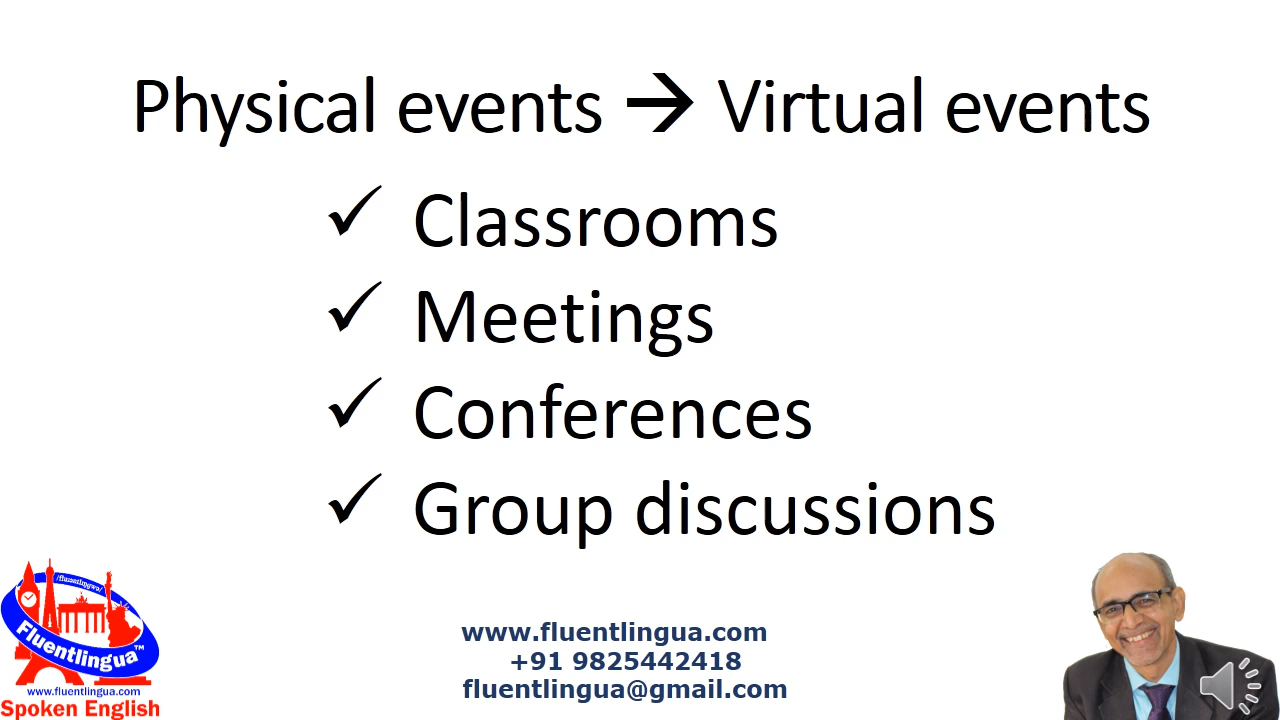 Physical events → Virtual events
✓ Classrooms
✓ Meetings
✓ Conferences
✓ Group discussions
Fluentlingua™
www.fluentlingua.com
Spoken English
www.fluentlingua.com
+91 9825442418
fluentlingua@gmail.com